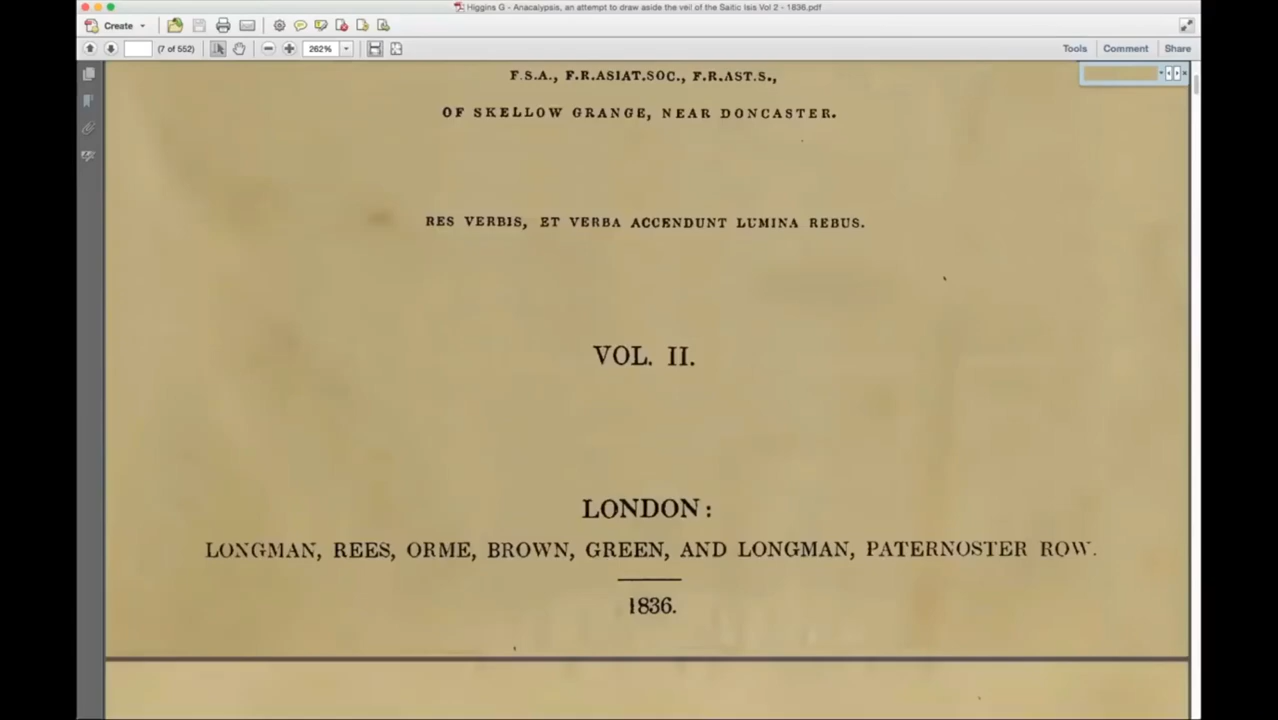 Higgins G - Anacalypsis, an attempt to draw aside the veil of the Saitic Isis Vol 2 - 1836.pdf
Create
(7 of 552) 262% Tools Comment Share
F.S.A., F.R.ASIAT.SOC., F.R.AST.S.,
OF SKELLOW GRANGE, NEAR DONCASTER.
RES VERBIS, ET VERBA ACCENDUNT LUMINA REBUS.
VOL. II.
LONDON:
LONGMAN, REES, ORME, BROWN, GREEN, AND LONGMAN, PATERNOSTER ROW.
1836.